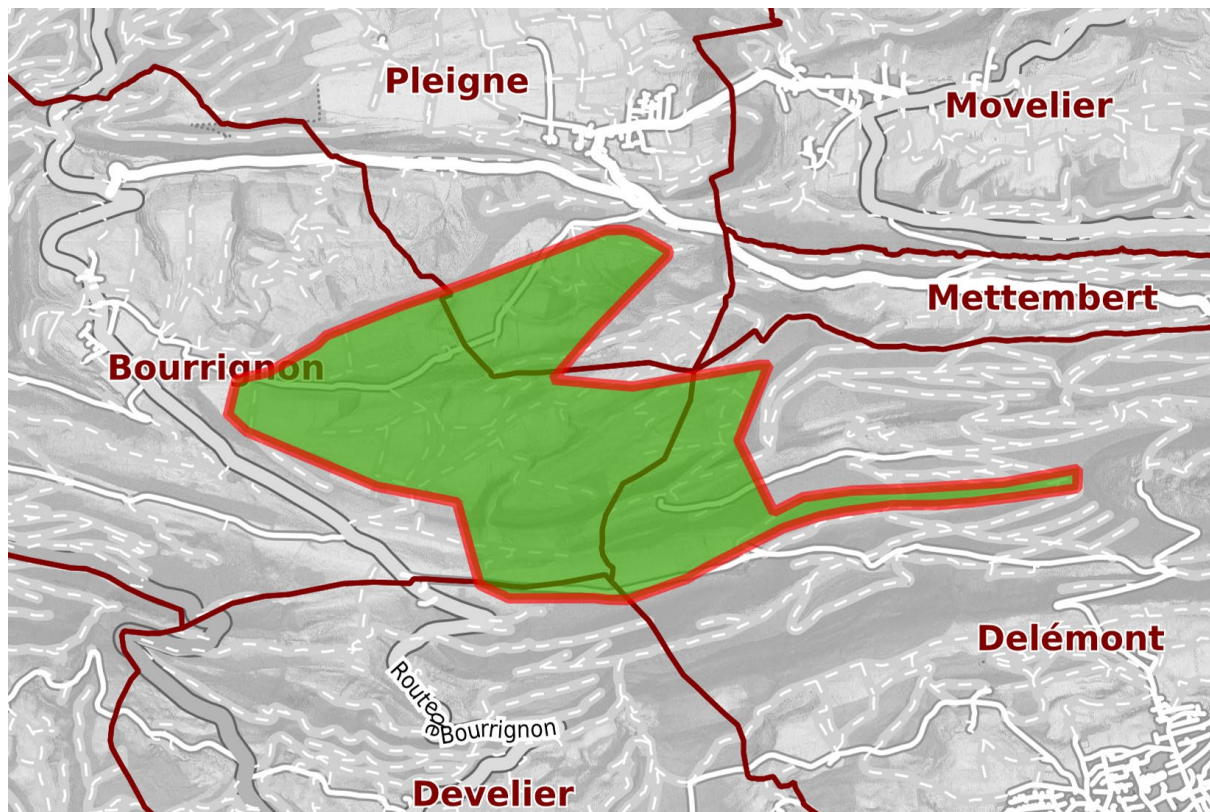 Pleigne
Movelier
Mettembert
Bourrignon
Delémont
Route de
Bourrignon
Develier